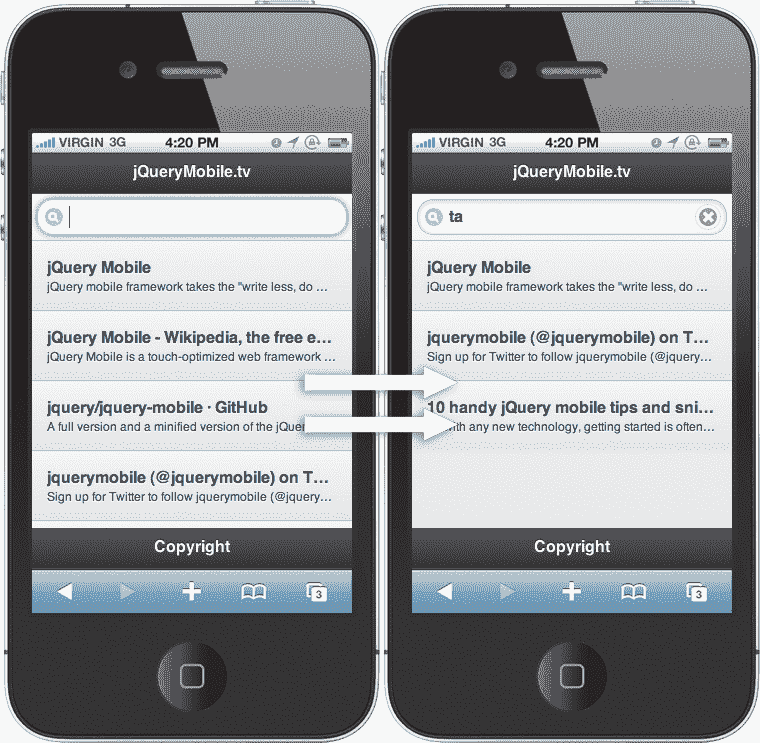 VIRGIN 3G 4:20 PM
jQueryMobile.tv
jQuery Mobile
jQuery mobile framework takes the "write less, do ...
jQuery Mobile - Wikipedia, the free e...
jQuery Mobile is a touch-optimized web framework ...
jquery/jquery-mobile · GitHub
A full version and a minified version of the
jquerymobile (@jquerymobile) on T...
Sign up for Twitter to follow jquerymobile (@jquery...
Copyright
3
VIRGIN 3G 4:20 PM
jQueryMobile.tv
ta
jQuery Mobile
jQuery mobile framework takes the "write less, do ...
jquerymobile (@jquerymobile) on T...
Sign up for Twitter to follow jquerymobile (@jquery...
10 handy jQuery mobile tips and sni...
with any new technology, getting started is often...
Copyright
3